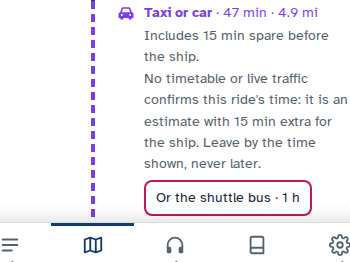 Taxi or car · 47 min · 4.9 mi
Includes 15 min spare before
the ship.
No timetable or live traffic
confirms this ride's time: it is an
estimate with 15 min extra for
the ship. Leave by the time
shown, never later.
Or the shuttle bus · 1 h